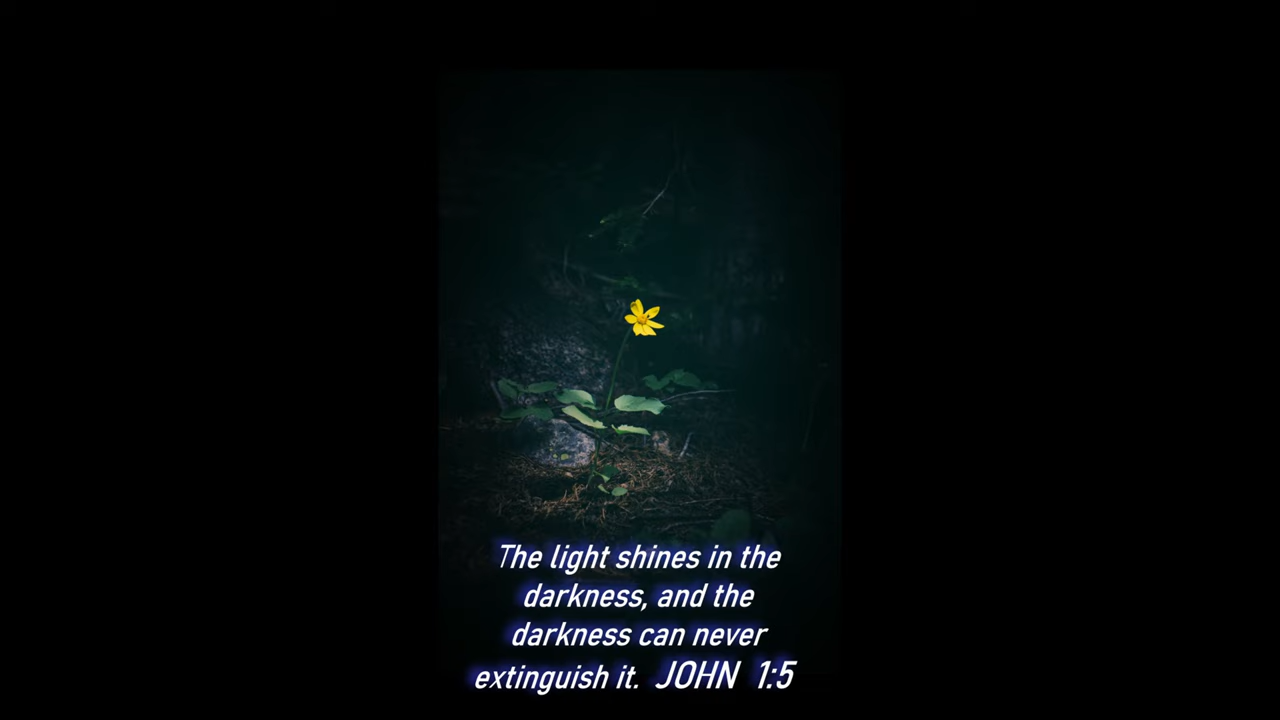 The light shines in the
darkness, and the
darkness can never
extinguish it. JOHN 1:5